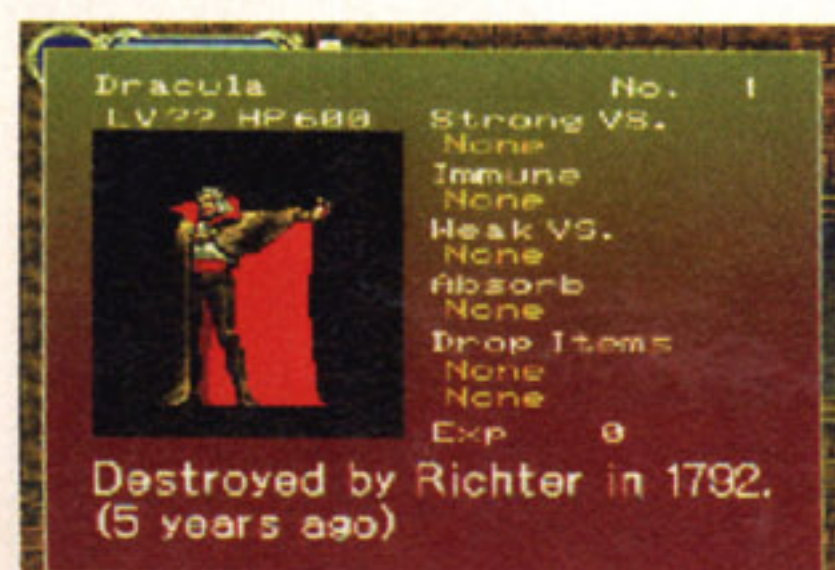 Dracula No. 1
LV?? HP600 Strong VS.
None
Immune
None
Weak VS.
None
Absorb
None
Drop Items
None
None
Exp 0
Destroyed by Richter in 1792.
(5 years ago)